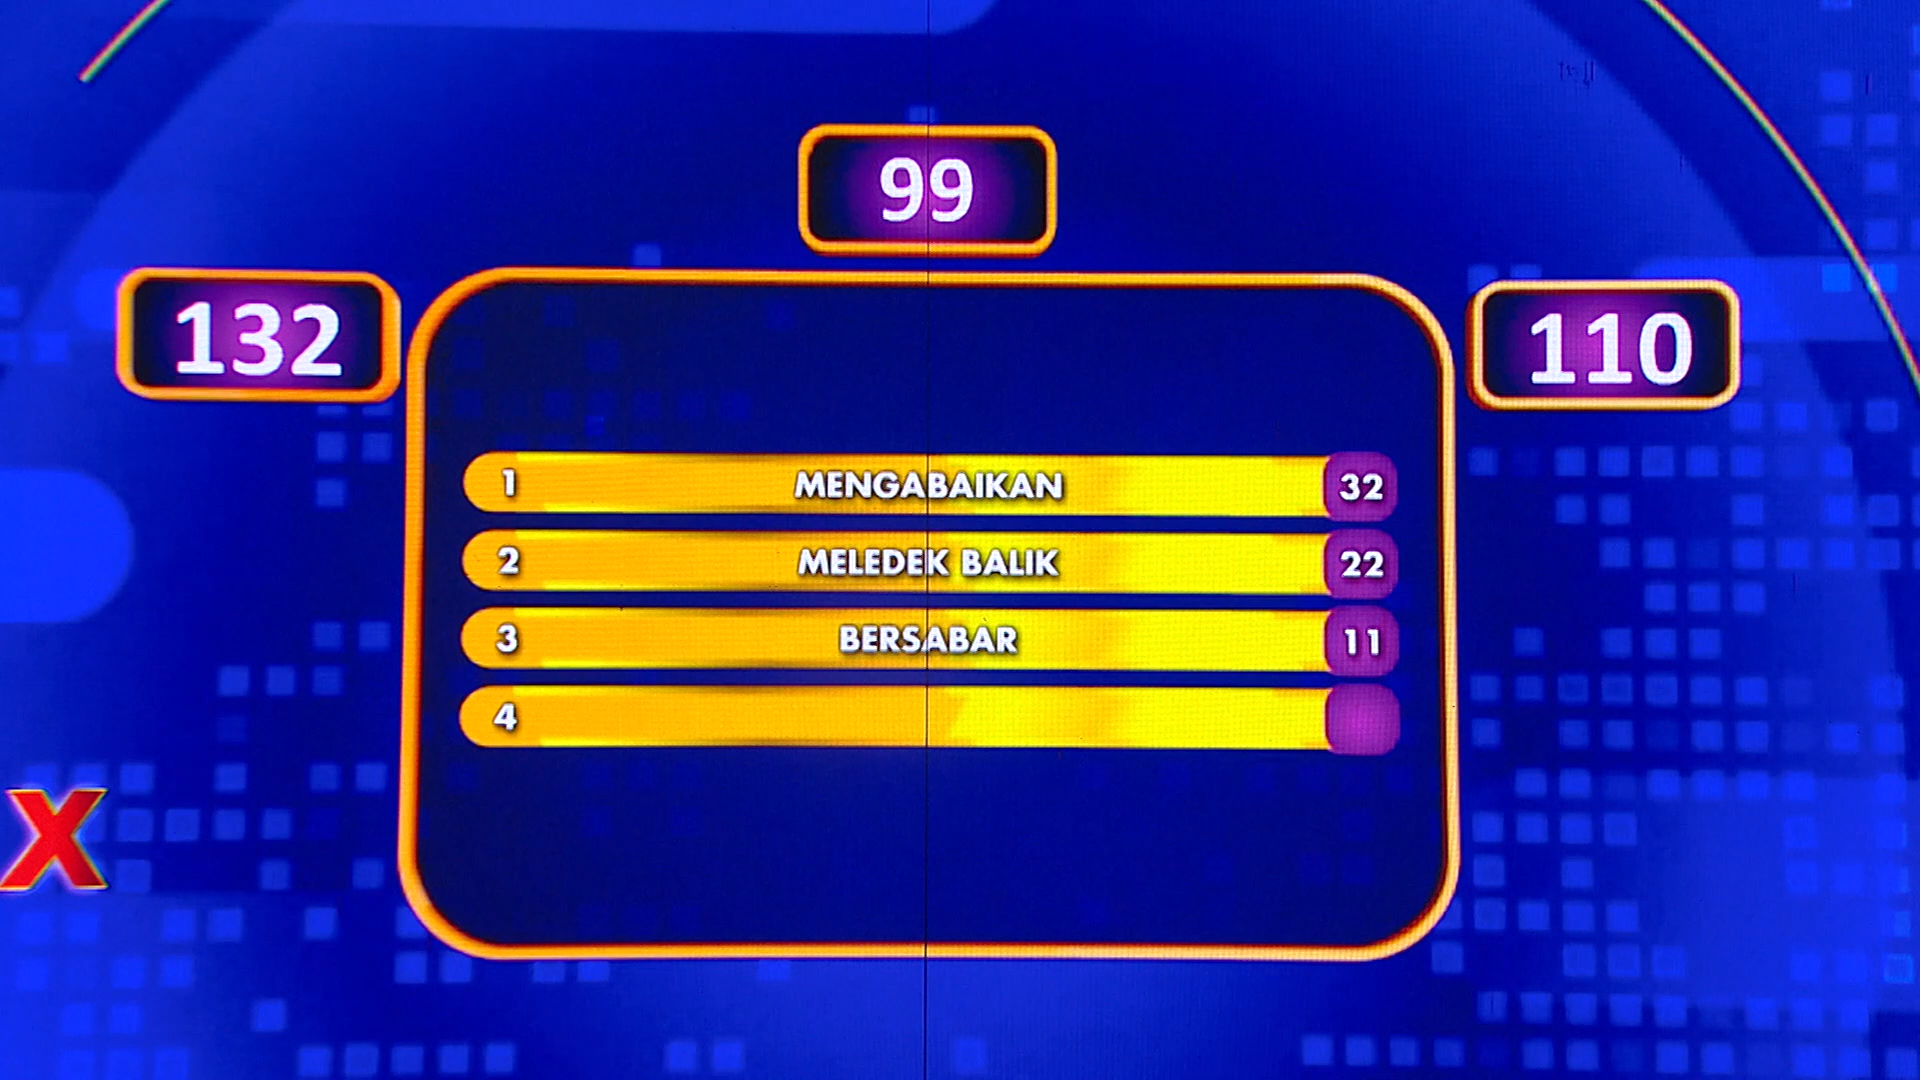 99
132
110
1 MENGABAIKAN 32
2 MELEDEK BALIK 22
3 BERSABAR 11
4
X